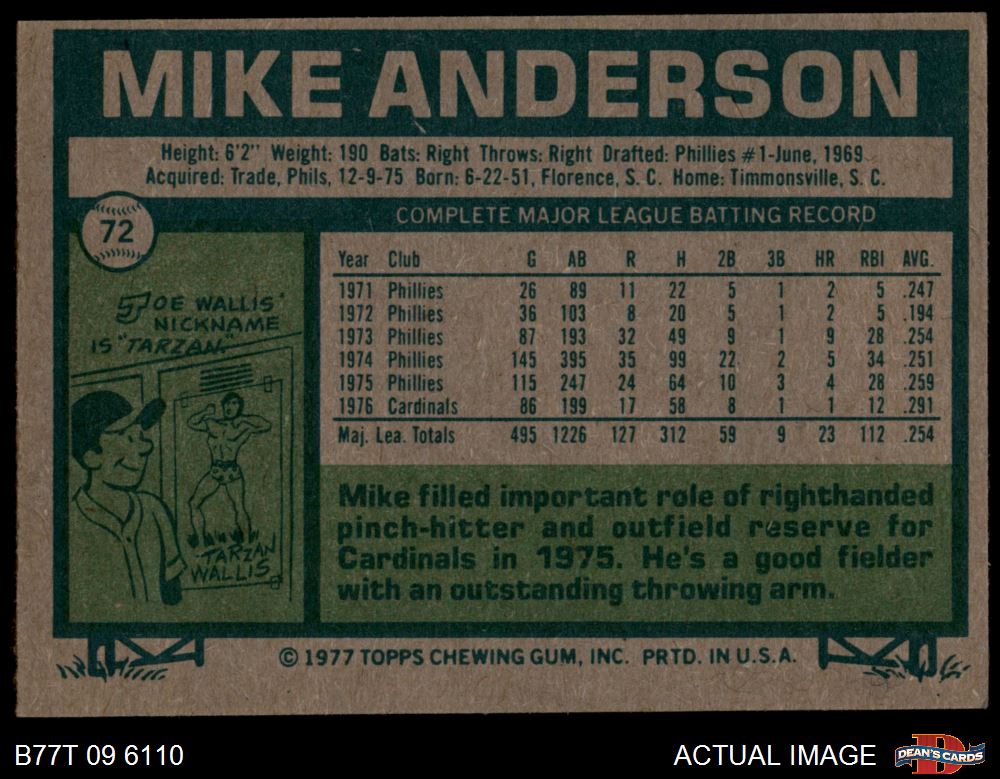 MIKE ANDERSON
Height: 6'2" Weight: 190 Bats: Right Throws: Right Drafted: Phillies #1-June, 1969
Acquired: Trade, Phils, 12-9-75 Born: 6-22-51, Florence, S. C. Home: Timmonsville, S. C.
72
JOE WALLIS'
NICKNAME
IS "TARZAN."
TARZAN
WALLIS
COMPLETE MAJOR LEAGUE BATTING RECORD
Year Club G AB R H 2B 3B HR RBI AVG.
1971 Phillies 26 89 11 22 5 1 2 5 .247
1972 Phillies 36 103 8 20 5 1 2 5 .194
1973 Phillies 87 193 32 49 9 1 9 28 .254
1974 Phillies 145 395 35 99 22 2 5 34 .251
1975 Phillies 115 247 24 64 10 3 4 28 .259
1976 Cardinals 86 199 17 58 8 1 1 12 .291
Maj. Lea. Totals 495 1226 127 312 59 9 23 112 .254
Mike filled important role of righthanded
pinch-hitter and outfield reserve for
Cardinals in 1975. He's a good fielder
with an outstanding throwing arm.
© 1977 TOPPS CHEWING GUM, INC. PRTD. IN U.S.A.
B77T 09 6110
ACTUAL IMAGE
DEAN'S CARDS